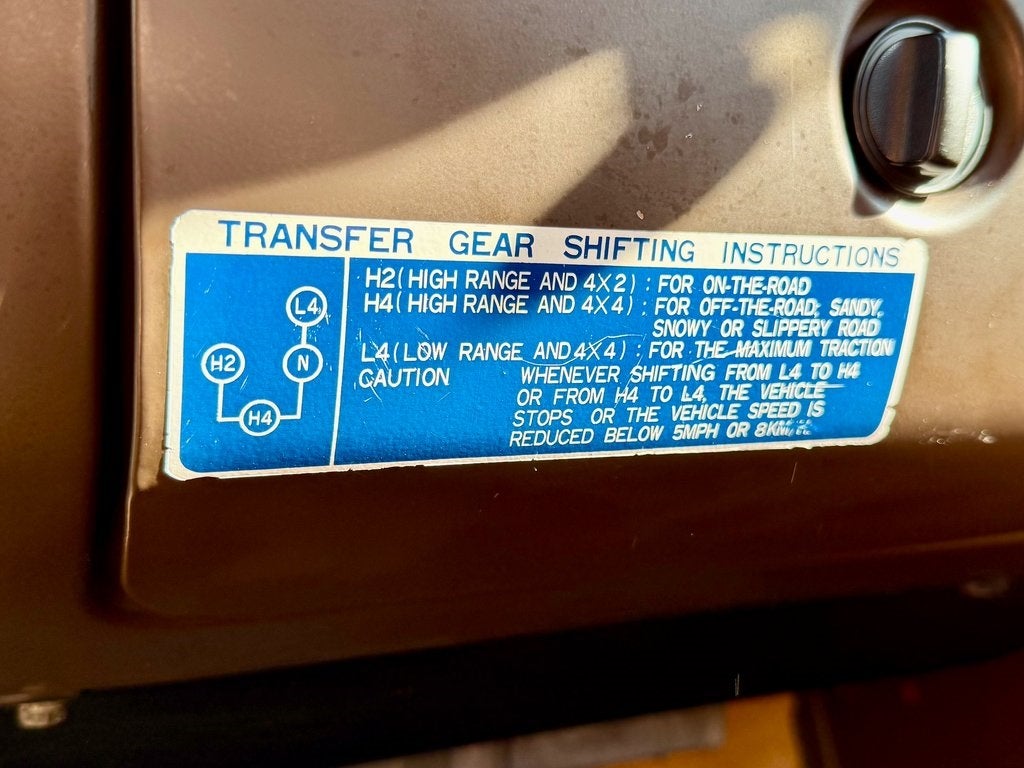 TRANSFER GEAR SHIFTING INSTRUCTIONS
L4
H2
N
H4
H2 (HIGH RANGE AND 4X2) : FOR ON-THE-ROAD
H4 (HIGH RANGE AND 4X4) : FOR OFF-THE-ROAD, SANDY,
SNOWY OR SLIPPERY ROAD
L4 (LOW RANGE AND 4X4) : FOR THE MAXIMUM TRACTION
CAUTION WHENEVER SHIFTING FROM L4 TO H4
OR FROM H4 TO L4, THE VEHICLE
STOPS OR THE VEHICLE SPEED IS
REDUCED BELOW 5MPH OR